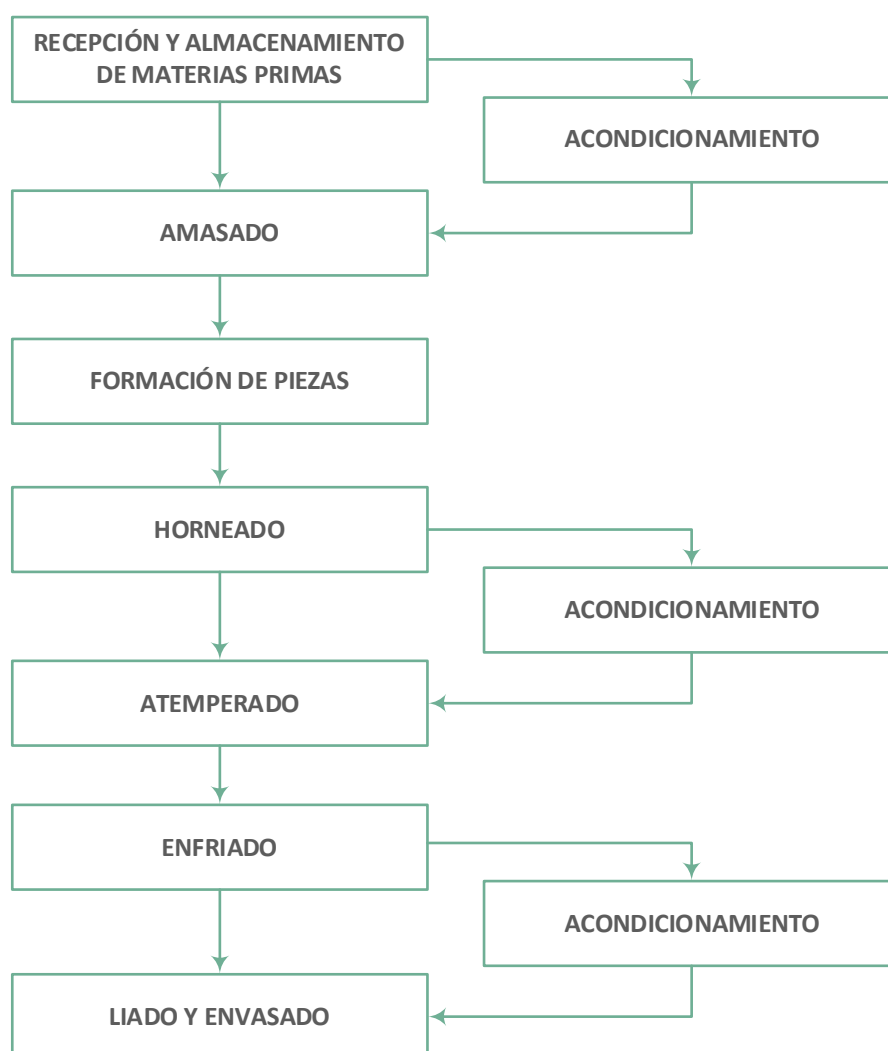 RECEPCIÓN Y ALMACENAMIENTO
DE MATERIAS PRIMAS
ACONDICIONAMIENTO
AMASADO
FORMACIÓN DE PIEZAS
HORNEADO
ACONDICIONAMIENTO
ATEMPERADO
ENFRIADO
ACONDICIONAMIENTO
LIADO Y ENVASADO